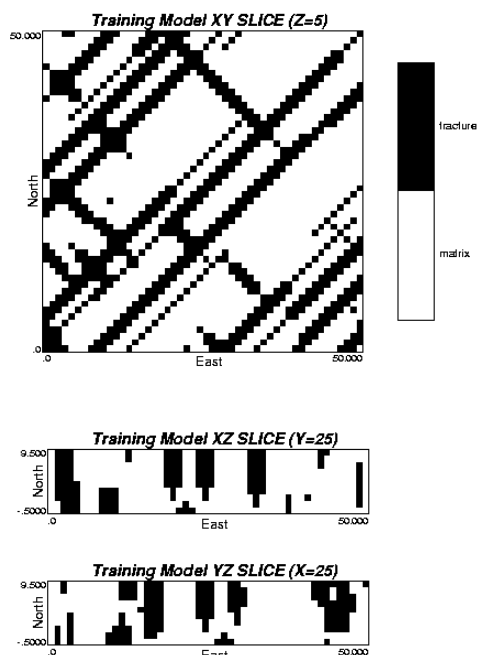 Training Model XY SLICE (Z=5)
50.000
North
.0
.0
East
50.000
fracture
matrix
Training Model XZ SLICE (Y=25)
9.500
North
-.5000
.0
East
50.000
Training Model YZ SLICE (X=25)
9.500
North
-.5000
.0
East
50.000